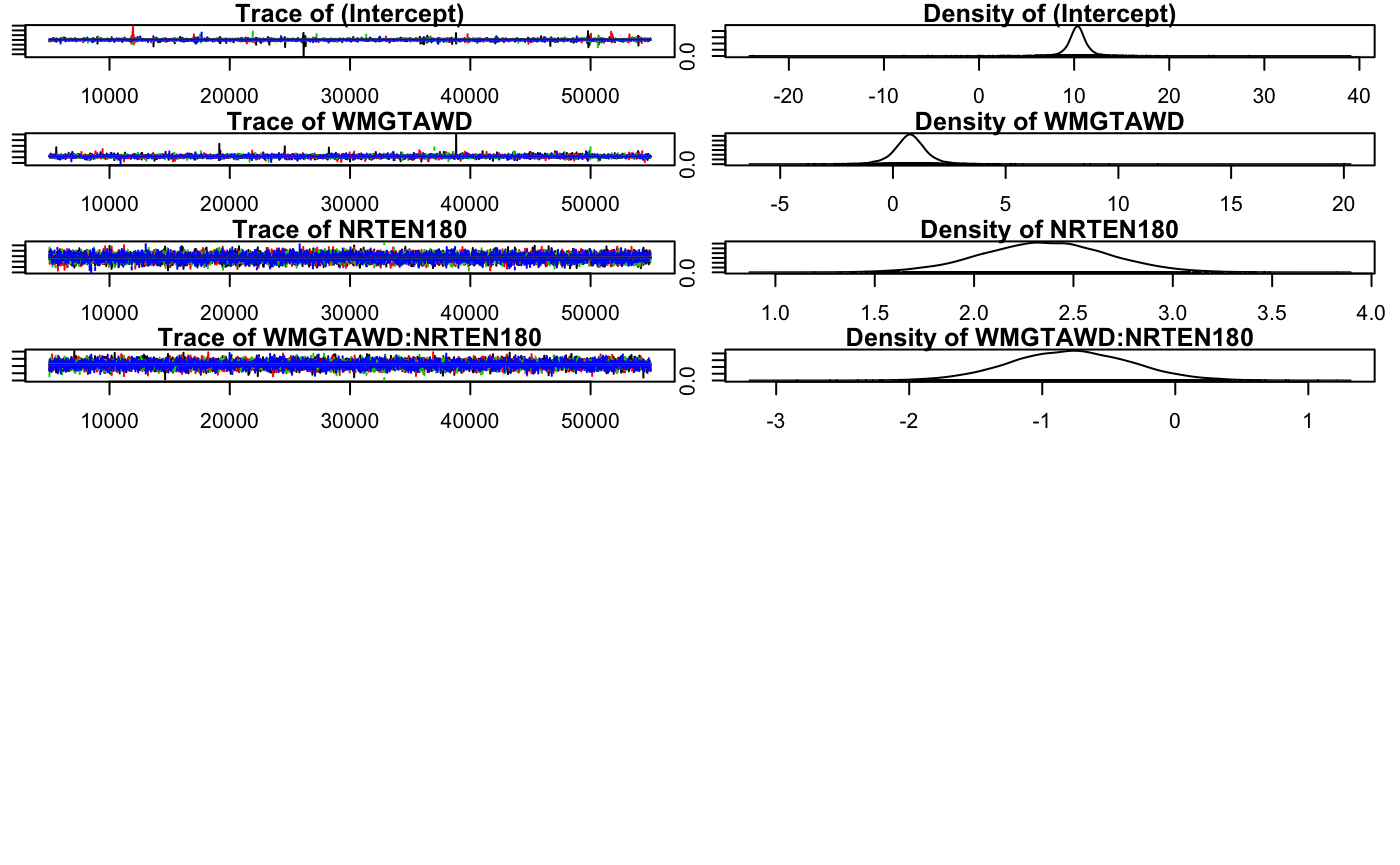 Trace of (Intercept) Density of (Intercept)
0.0
10000 20000 30000 40000 50000 -20 -10 0 10 20 30 40
Trace of WMGTAWD Density of WMGTAWD
0.0
10000 20000 30000 40000 50000 -5 0 5 10 15 20
Trace of NRTEN180 Density of NRTEN180
0.0
10000 20000 30000 40000 50000 1.0 1.5 2.0 2.5 3.0 3.5 4.0
Trace of WMGTAWD:NRTEN180 Density of WMGTAWD:NRTEN180
0.0
10000 20000 30000 40000 50000 -3 -2 -1 0 1